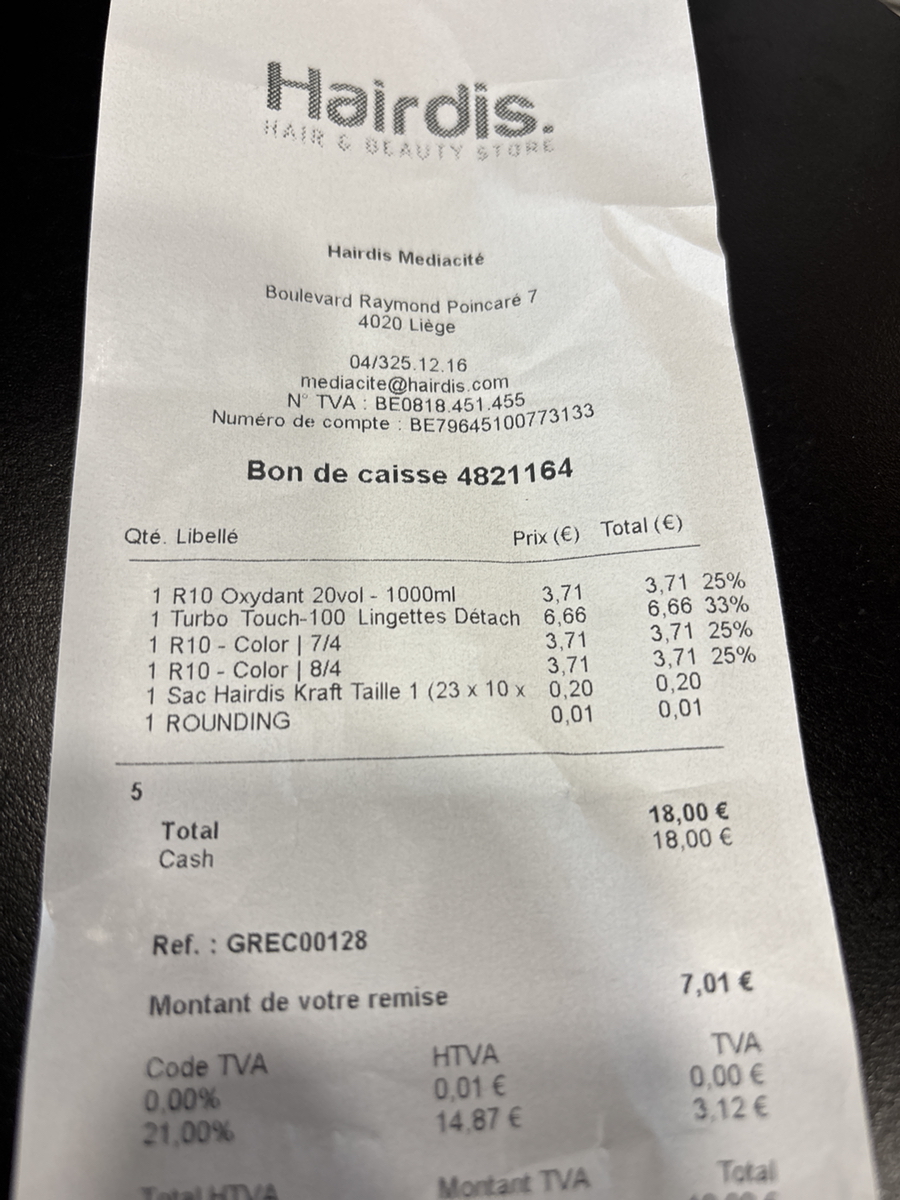 Hairdis.
HAIR & BEAUTY STORE
Hairdis Mediacité
Boulevard Raymond Poincaré 7
4020 Liège
04/325.12.16
mediacite@hairdis.com
N° TVA : BE0818.451.455
Numéro de compte : BE79645100773133
Bon de caisse 4821164
Qté. Libellé Prix (€) Total (€)
1 R10 Oxydant 20vol - 1000ml 3,71 3,71 25%
1 Turbo Touch-100 Lingettes Détach 6,66 6,66 33%
1 R10 - Color | 7/4 3,71 3,71 25%
1 R10 - Color | 8/4 3,71 3,71 25%
1 Sac Hairdis Kraft Taille 1 (23 x 10 x 0,20 0,20
1 ROUNDING 0,01 0,01
5
Total 18,00 €
Cash 18,00 €
Ref. : GREC00128
Montant de votre remise 7,01 €
Code TVA HTVA TVA
0,00% 0,01 € 0,00 €
21,00% 14,87 € 3,12 €
Total HTVA Montant TVA Total